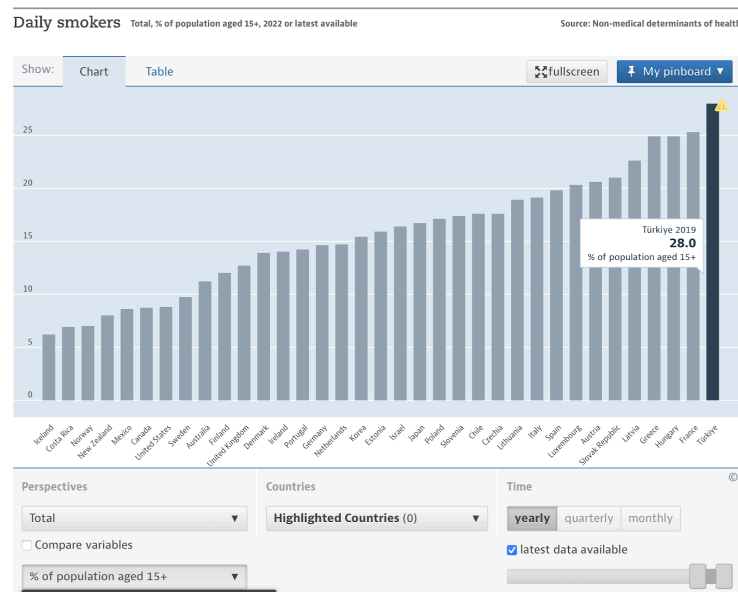 Daily smokers Total, % of population aged 15+, 2022 or latest available
Source: Non-medical determinants of healtl
Show:
Chart
Table
fullscreen
My pinboard ▼
25
20
15
10
5
0
Türkiye 2019
28.0
% of population aged 15+
Iceland
Costa Rica
Norway
New Zealand
Mexico
Canada
United States
Sweden
Australia
Finland
United Kingdom
Denmark
Ireland
Portugal
Germany
Netherlands
Korea
Estonia
Israel
Japan
Poland
Slovenia
Chile
Czechia
Lithuania
Italy
Spain
Luxembourg
Austria
Slovak Republic
Latvia
Greece
Hungary
France
Türkiye
©
Perspectives
Total ▼
Compare variables
% of population aged 15+ ▼
Countries
Highlighted Countries (0) ▼
Time
yearly quarterly monthly
latest data available